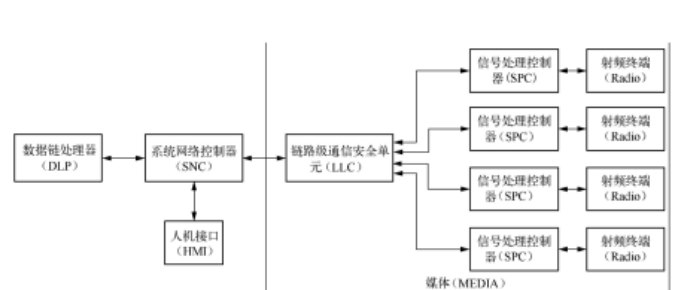 信号处理控制
器(SPC)
射频终端
(Radio)
信号处理控制
器(SPC)
射频终端
(Radio)
数据链处理器
(DLP)
系统网络控制器
(SNC)
链路级通信安全单
元(LLC)
信号处理控制
器(SPC)
射频终端
(Radio)
人机接口
(HMI)
信号处理控制
器(SPC)
射频终端
(Radio)
媒体(MEDIA)